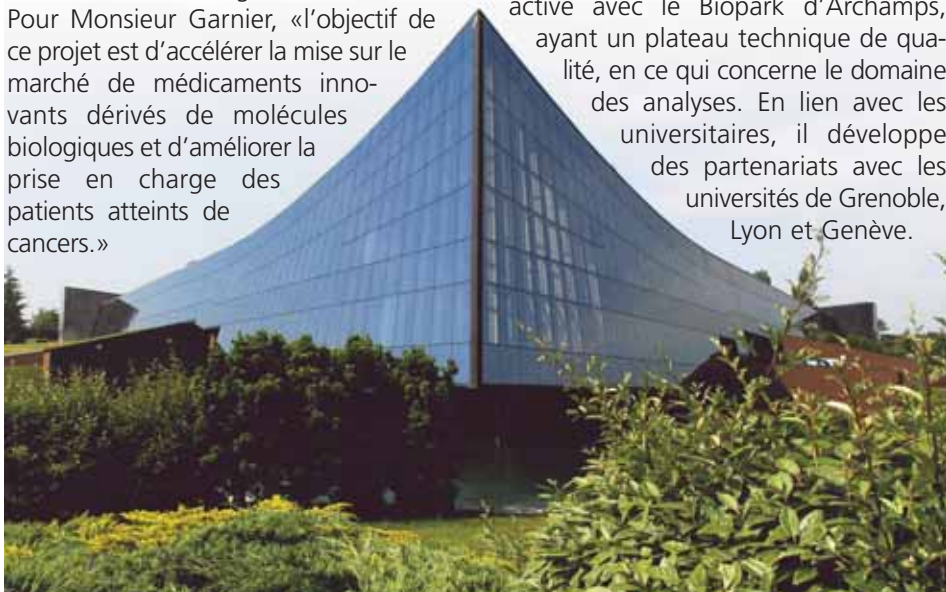 Pour Monsieur Garnier, «l'objectif de
ce projet est d'accélérer la mise sur le
marché de médicaments inno-
vants dérivés de molécules
biologiques et d'améliorer la
prise en charge des
patients atteints de
cancers.»
active avec le Biopark d'Archamps,
ayant un plateau technique de qua-
lité, en ce qui concerne le domaine
des analyses. En lien avec les
universitaires, il développe
des partenariats avec les
universités de Grenoble,
Lyon et Genève.